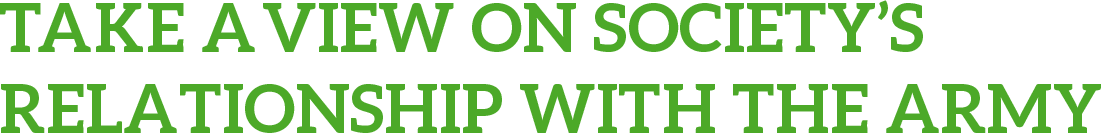 TAKE A VIEW ON SOCIETY’S
RELATIONSHIP WITH THE ARMY